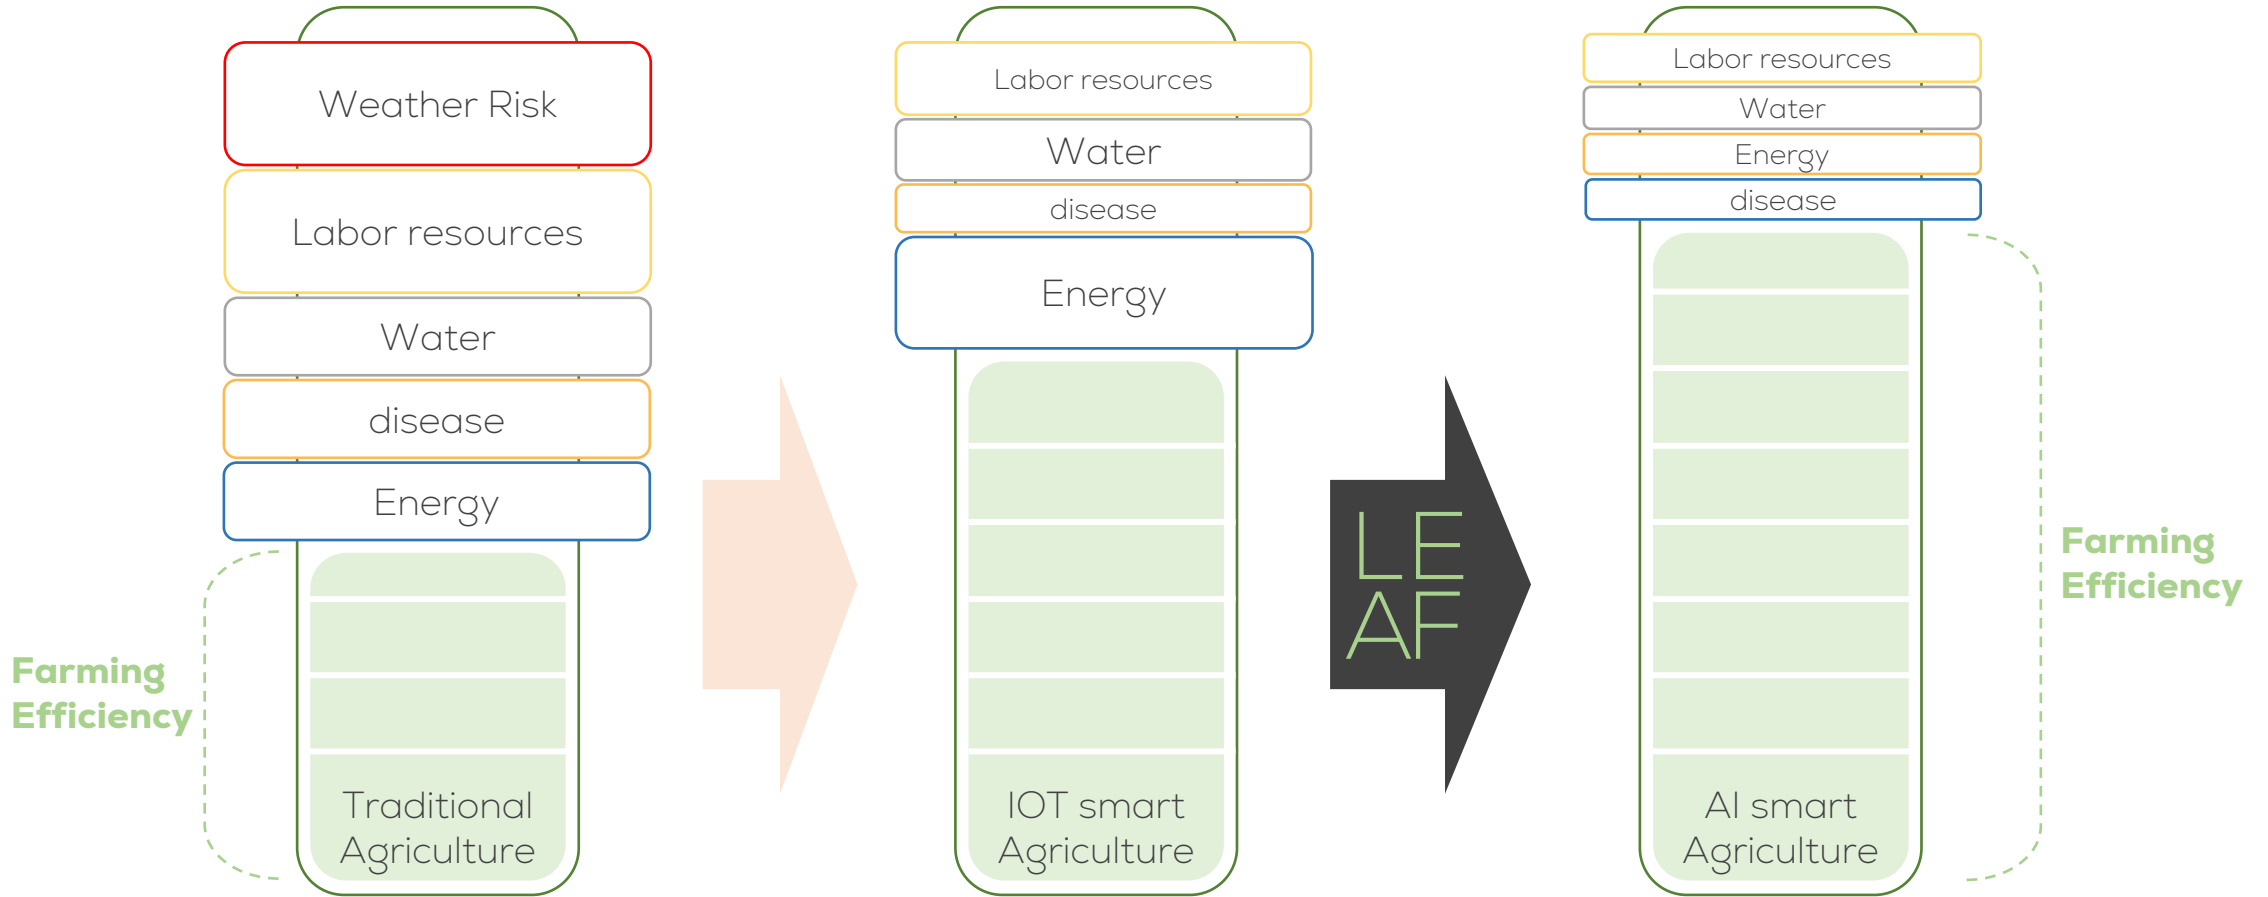 Weather Risk
Labor resources
Water
disease
Energy
Farming
Efficiency
Traditional
Agriculture
Labor resources
Water
disease
Energy
IOT smart
Agriculture
LE
AF
Labor resources
Water
Energy
disease
AI smart
Agriculture
Farming
Efficiency